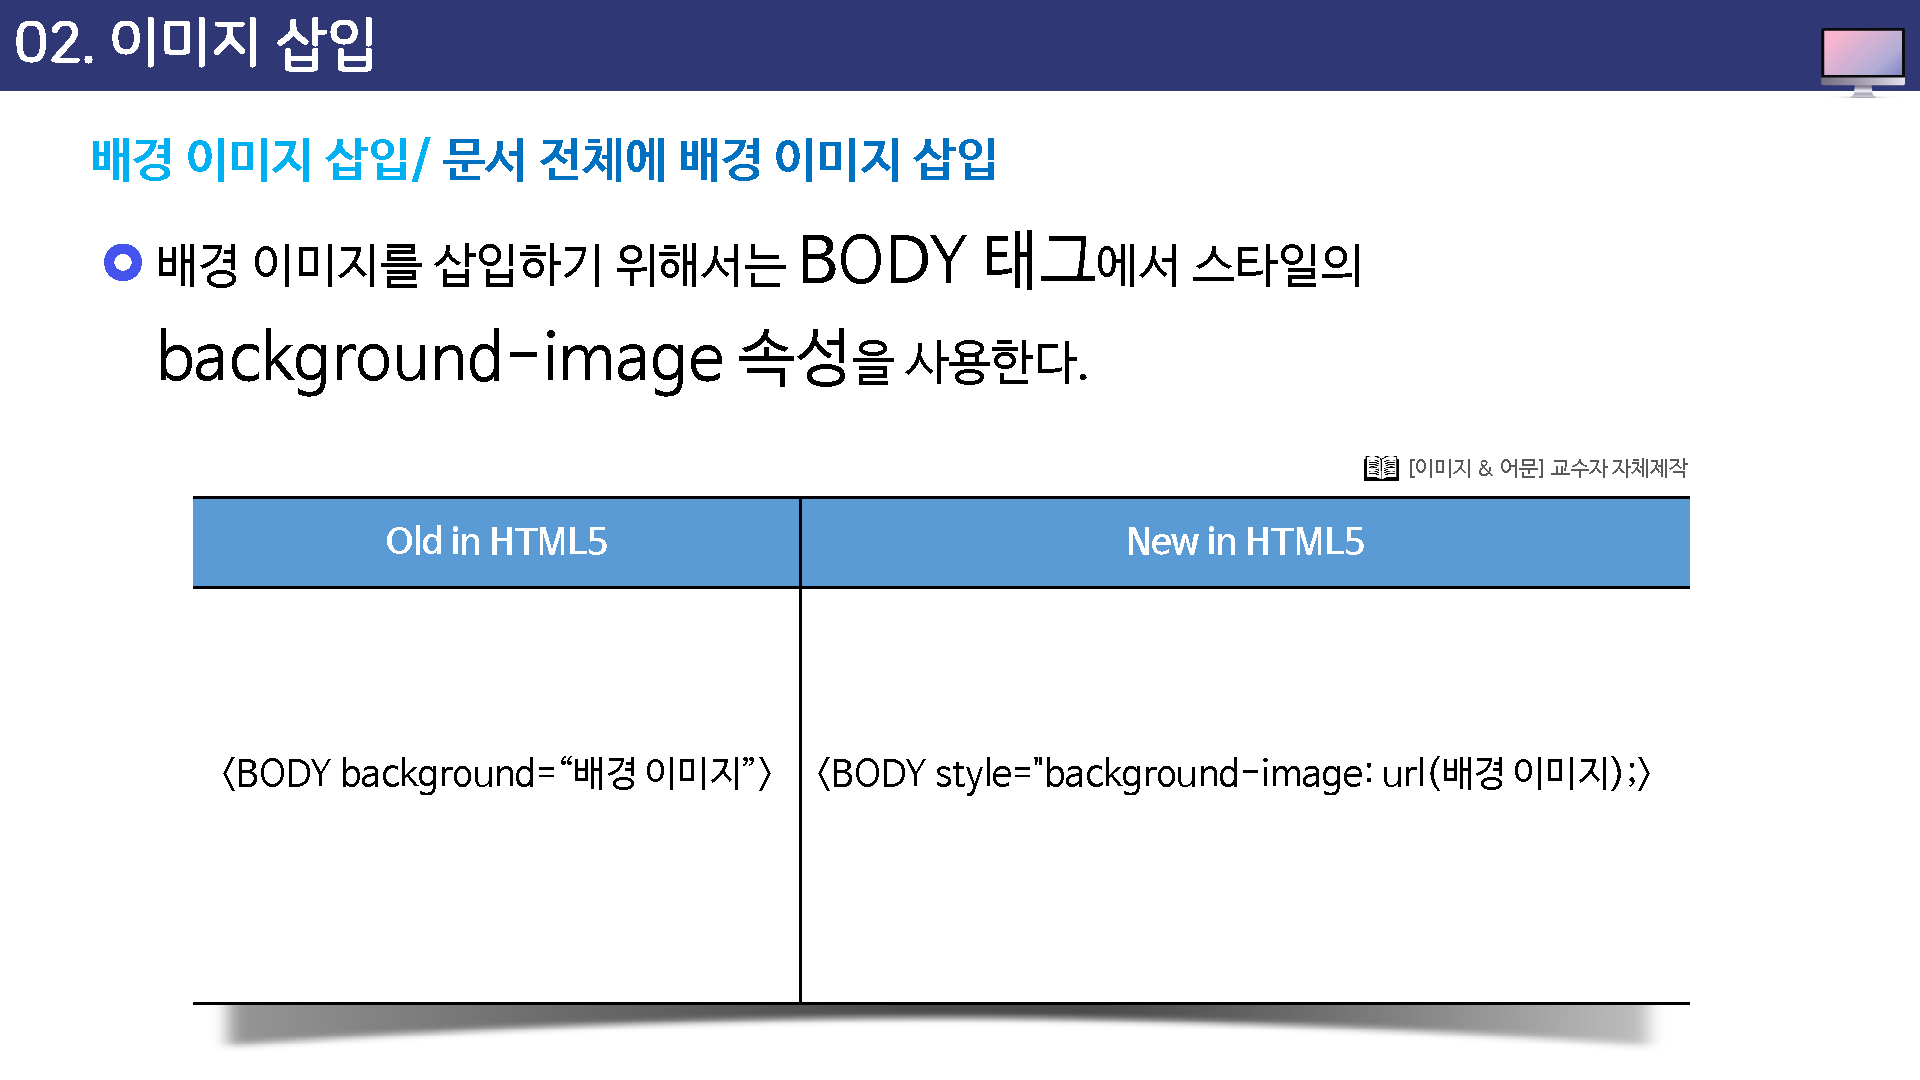 02. 이미지 삽입
배경 이미지 삽입/ 문서 전체에 배경 이미지 삽입
배경 이미지를 삽입하기 위해서는 BODY 태그에서 스타일의
background-image 속성을 사용한다.
[이미지 & 어문] 교수자 자체제작
Old in HTML5
New in HTML5
<BODY background=“배경 이미지”>
<BODY style="background-image: url(배경 이미지);>